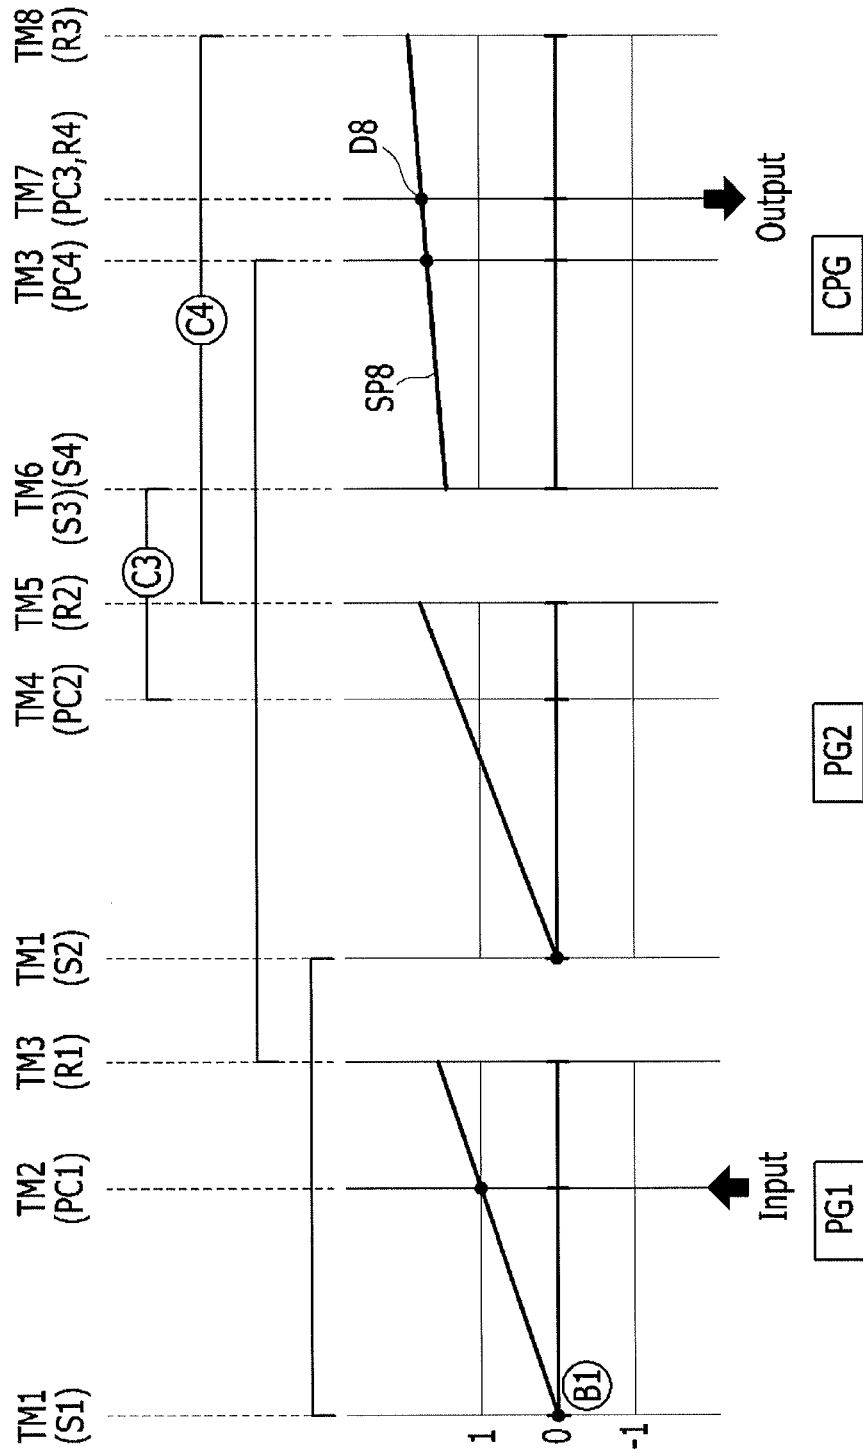 TM1
(S1)
TM2
(PC1)
TM3
(R1)
TM1
(S2)
TM4
(PC2)
TM5
(R2)
TM6
(S3)(S4)
TM3
(PC4)
TM7
(PC3,R4)
TM8
(R3)
C3
C4
SP8
D8
1
0
-1
B1
Input
Output
PG1
PG2
CPG